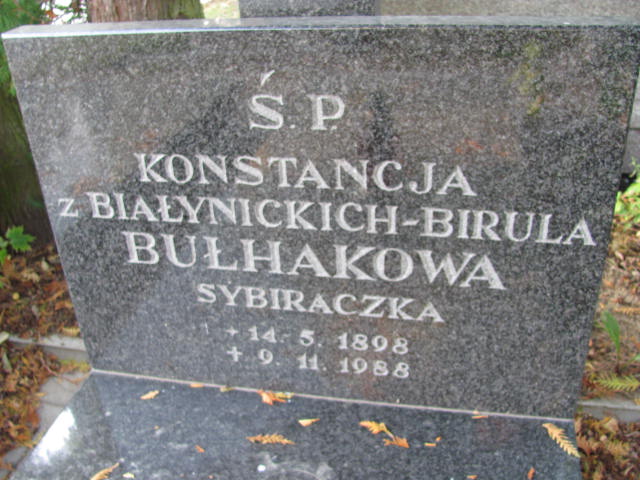 Ś.P.
KONSTANCJA
z BIAŁYNICKICH-BIRULA
BUŁHAKOWA
SYBIRACZKA
+ 14. 5. 1898
+ 9. 11. 1988